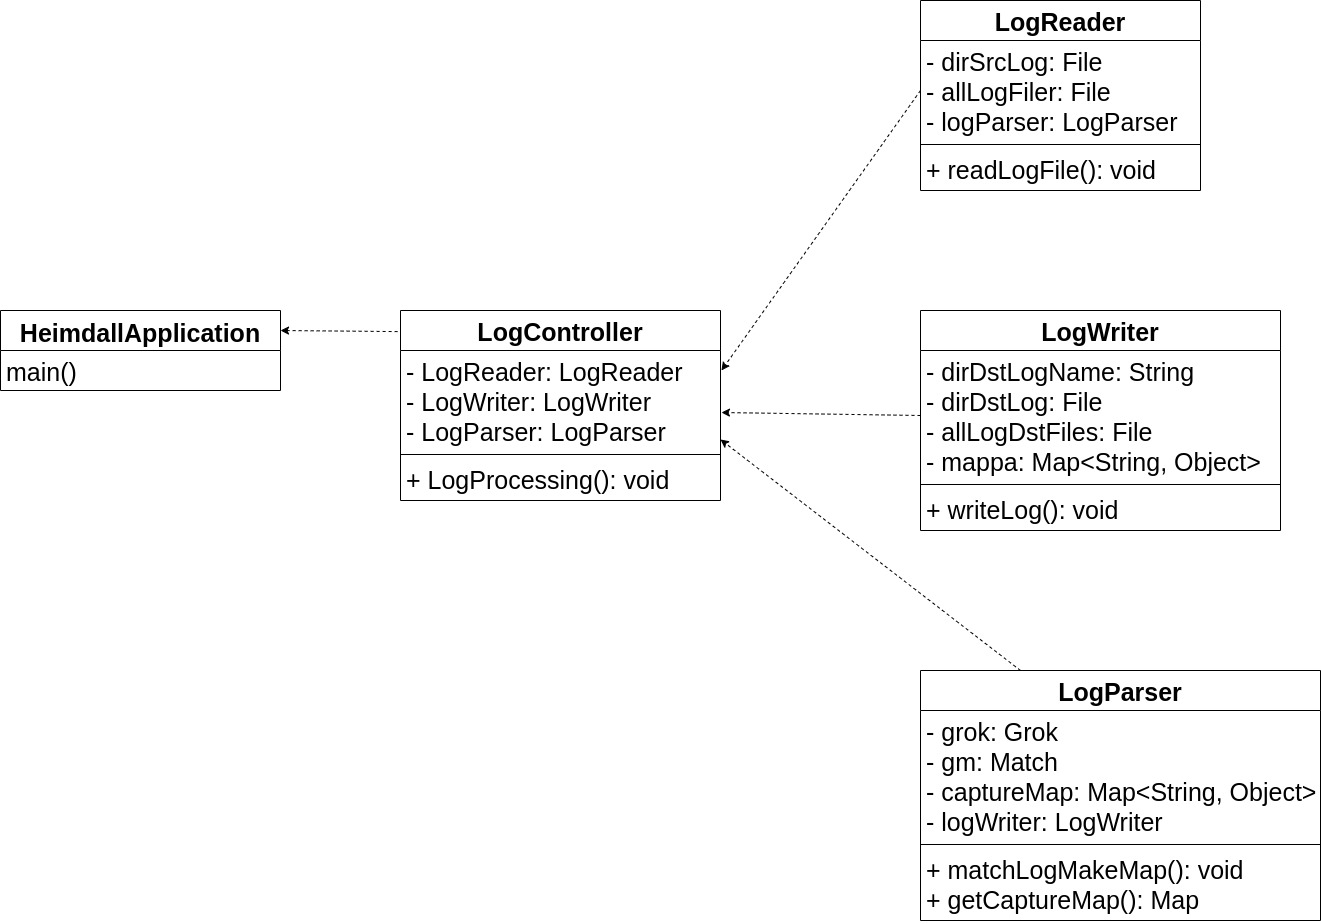 LogReader
- dirSrcLog: File
- allLogFiler: File
- logParser: LogParser
+ readLogFile(): void
HeimdallApplication
main()
LogController
- LogReader: LogReader
- LogWriter: LogWriter
- LogParser: LogParser
+ LogProcessing(): void
LogWriter
- dirDstLogName: String
- dirDstLog: File
- allLogDstFiles: File
- mappa: Map<String, Object>
+ writeLog(): void
LogParser
- grok: Grok
- gm: Match
- captureMap: Map<String, Object>
- logWriter: LogWriter
+ matchLogMakeMap(): void
+ getCaptureMap(): Map